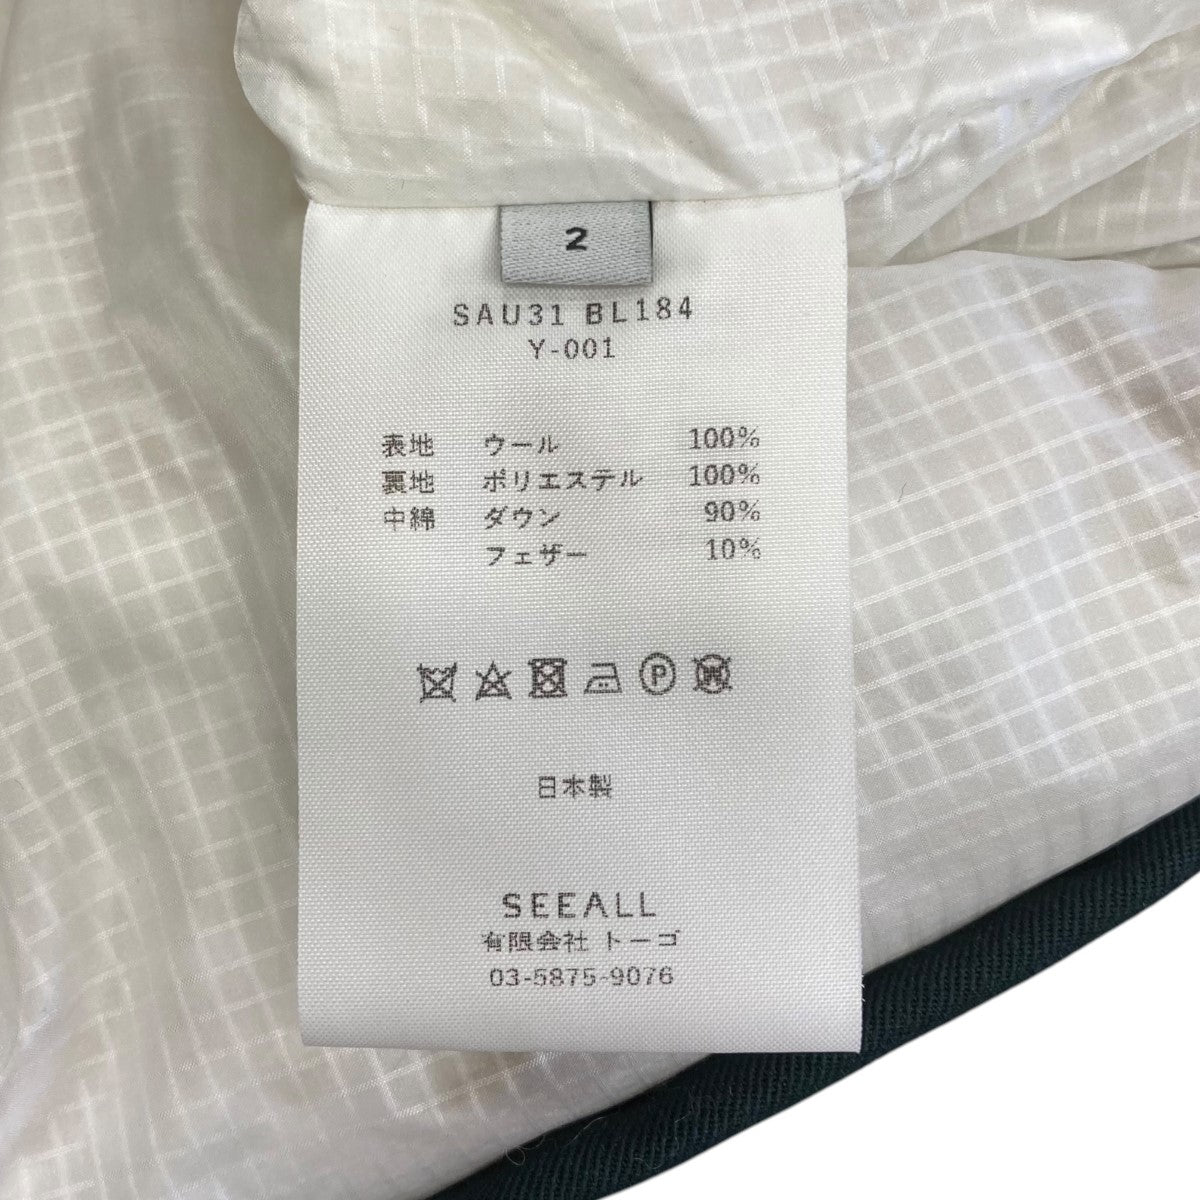 2
SAU31 BL184
Y-001
表地 ウール 100%
裏地 ポリエステル 100%
中綿 ダウン 90%
フェザー 10%
P W
日本製
SEEALL
有限会社 トーゴ
03-5875-9076